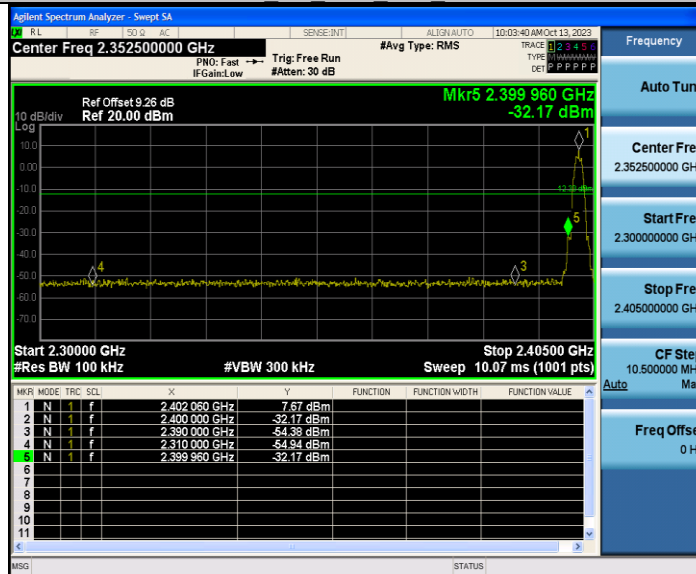 Agilent Spectrum Analyzer - Swept SA
RL RF 50 Ω AC SENSE:INT ALIGN AUTO 10:03:40 AM Oct 13, 2023
Center Freq 2.352500000 GHz #Avg Type: RMS TRACE 1 2 3 4 5 6
PNO: Fast Trig: Free Run TYPE M
IFGain:Low #Atten: 30 dB DET P P P P P P
Mkr5 2.399 960 GHz
Ref Offset 9.26 dB
10 dB/div Ref 20.00 dBm -32.17 dBm
Log
10.0
0.00
-10.0
-20.0
-30.0
-40.0
-50.0
-60.0
-70.0
1
5
4
3
Start 2.30000 GHz Stop 2.40500 GHz
#Res BW 100 kHz #VBW 300 kHz Sweep 10.07 ms (1001 pts)
MKR MODE TRC SCL X Y FUNCTION FUNCTION WIDTH FUNCTION VALUE
1 N 1 f 2.402 060 GHz 7.67 dBm
2 N 1 f 2.400 000 GHz -32.17 dBm
3 N 1 f 2.390 000 GHz -54.38 dBm
4 N 1 f 2.310 000 GHz -54.94 dBm
5 N 1 f 2.399 960 GHz -32.17 dBm
6
7
8
9
10
11
MSG STATUS
Frequency
Auto Tun
Center Fre
2.352500000 GH
Start Fre
2.300000000 GH
Stop Fre
2.405000000 GH
CF Ste
10.500000 MH
Auto Ma
Freq Offse
0 H